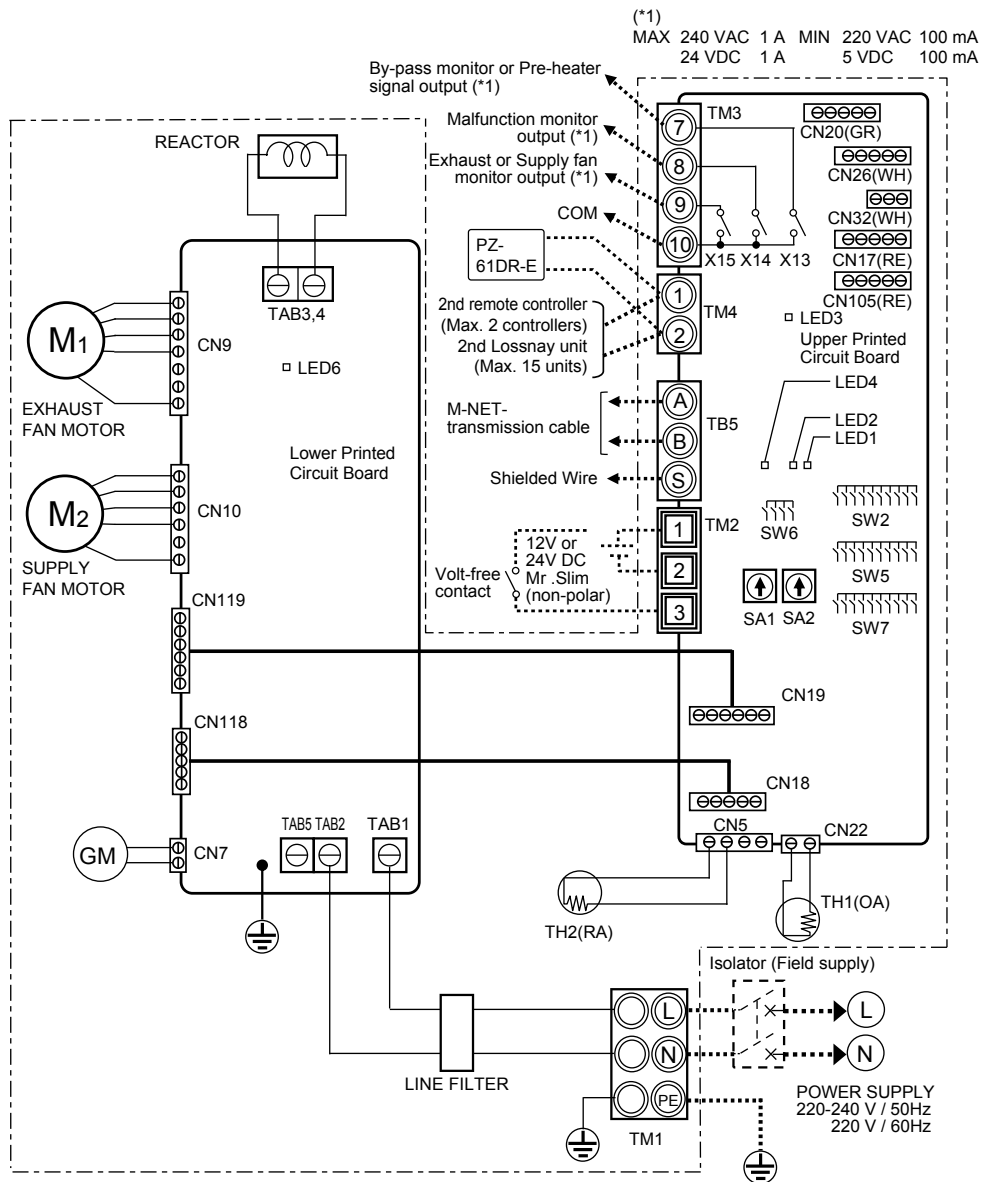 (*1)
MAX 240 VAC 1 A MIN 220 VAC 100 mA
24 VDC 1 A 5 VDC 100 mA
By-pass monitor or Pre-heater
signal output (*1)
Malfunction monitor
output (*1)
Exhaust or Supply fan
monitor output (*1)
COM
7
8
9
10
TM3
X15 X14 X13
CN20(GR)
CN26(WH)
CN32(WH)
CN17(RE)
CN105(RE)
PZ-
61DR-E
1
2
TM4
2nd remote controller
(Max. 2 controllers)
2nd Lossnay unit
(Max. 15 units)
LED3
Upper Printed
Circuit Board
LED4
LED2
LED1
M-NET-
transmission cable
Shielded Wire
A
B
S
TB5
TM2
1
2
3
12V or
24V DC
Mr .Slim
(non-polar)
Volt-free
contact
SW6
SW2
SW5
SW7
SA1 SA2
REACTOR
TAB3,4
M1
EXHAUST
FAN MOTOR
CN9
LED6
Lower Printed
Circuit Board
M2
SUPPLY
FAN MOTOR
CN10
CN119
CN19
CN118
CN18
CN5
CN22
GM
CN7
TAB5 TAB2 TAB1
TH2(RA)
TH1(OA)
Isolator (Field supply)
LINE FILTER
L
N
PE
TM1
L
N
POWER SUPPLY
220-240 V / 50Hz
220 V / 60Hz